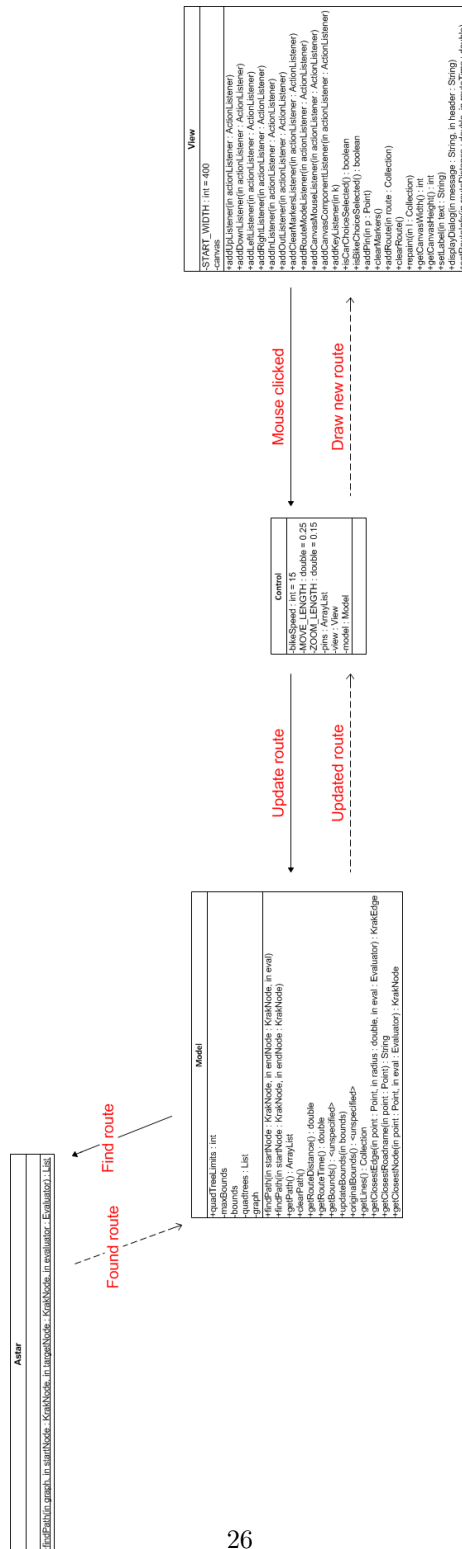 Astar
findPath(in graph, in startNode : KrakNode, in targetNode : KrakNode, in evaluator : Evaluator) : List
Found route
Find route
Model
+quadTreeLimits : int
-maxBounds
-bounds
-quadtrees : List
-graph
+findPath(in startNode : KrakNode, in endNode : KrakNode, in eval)
+findPath(in startNode : KrakNode, in endNode : KrakNode)
+getPath() : ArrayList
+clearPath()
+getRouteDistance() : double
+getRouteTime() : double
+getBounds() : <unspecified>
+updateBounds(in bounds)
+originalBounds() : <unspecified>
+getLines() : Collection
+getClosestEdge(in point : Point, in radius : double, in eval : Evaluator) : KrakEdge
+getClosestRoadname(in point : Point) : String
+getClosestNode(in point : Point, in eval : Evaluator) : KrakNode
Update route
Updated route
Control
-bikeSpeed : int = 15
-MOVE_LENGTH : double = 0.25
-ZOOM_LENGTH : double = 0.15
-pins : ArrayList
-view : View
-model : Model
Mouse clicked
Draw new route
View
-START_WIDTH : int = 400
-canvas
+addUpListener(in actionListener : ActionListener)
+addDownListener(in actionListener : ActionListener)
+addLeftListener(in actionListener : ActionListener)
+addRightListener(in actionListener : ActionListener)
+addInListener(in actionListener : ActionListener)
+addOutListener(in actionListener : ActionListener)
+addClearMarkersListener(in actionListener : ActionListener)
+addRouteModeListener(in actionListener : ActionListener)
+addCanvasMouseListener(in actionListener : ActionListener)
+addCanvasComponentListener(in actionListener : ActionListener)
+addKeyListener(in k)
+isCarChoiceSelected() : boolean
+isBikeChoiceSelected() : boolean
+addPin(in p : Point)
+clearMarkers()
+addRoute(in route : Collection)
+clearRoute()
+repaint(in l : Collection)
+getCanvasWidth() : int
+getCanvasHeight() : int
+setLabel(in text : String)
+displayDialog(in message : String, in header : String)
26